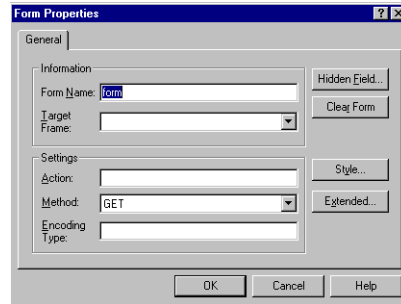 Form Properties
General
Information
Form Name: form
Target Frame:
Hidden Field...
Clear Form
Settings
Action:
Method: GET
Encoding Type:
Style...
Extended...
OK Cancel Help